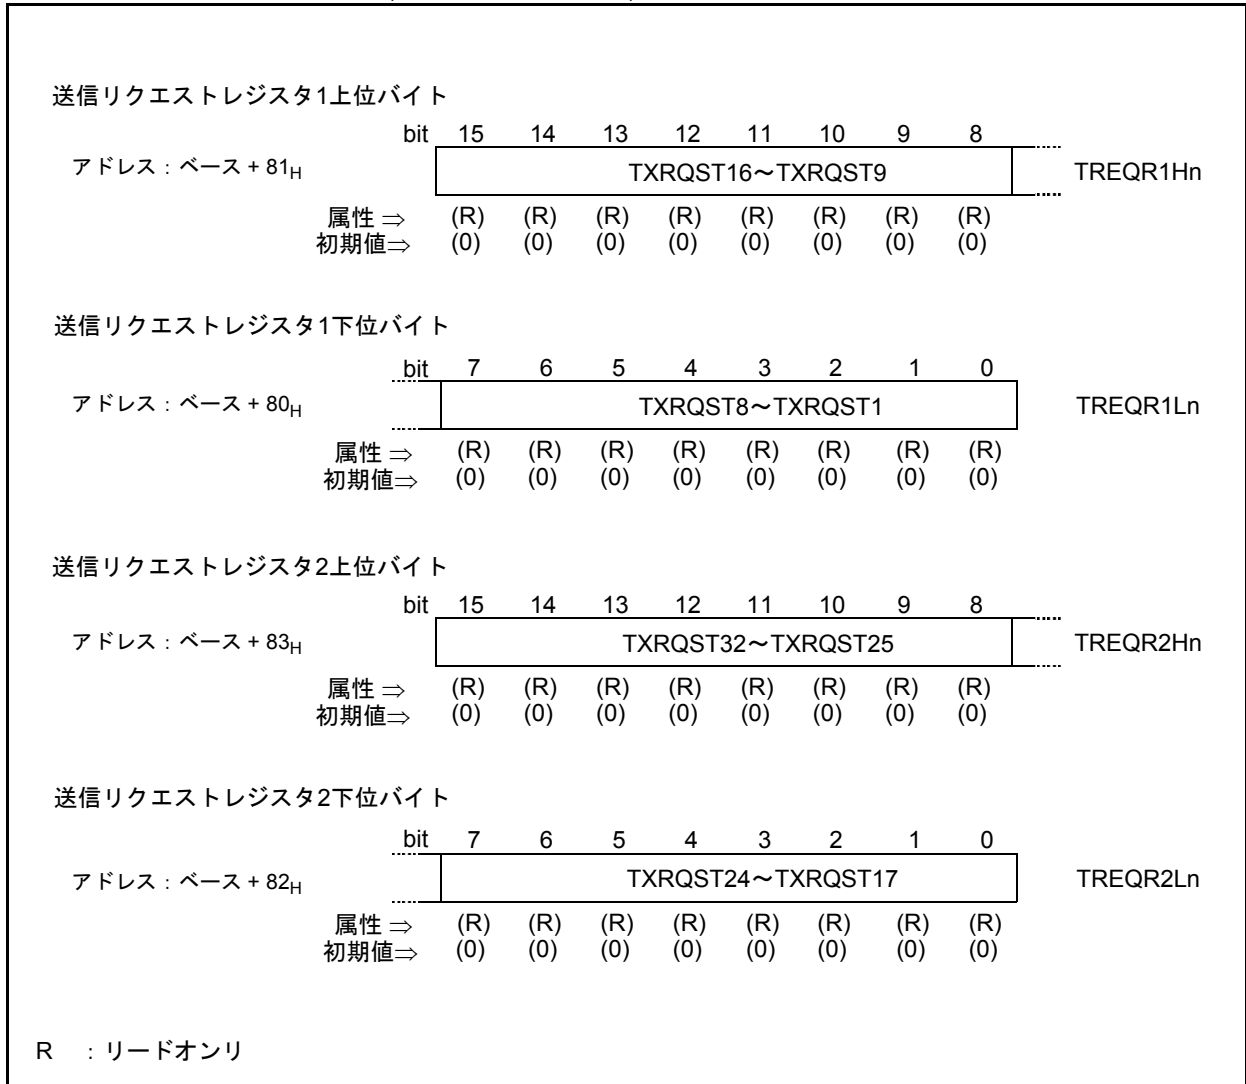 送信リクエストレジスタ1上位バイト
bit 15 14 13 12 11 10 9 8
アドレス：ベース + 81H TXRQST16～TXRQST9 TREQR1Hn
属性 ⇒ (R) (R) (R) (R) (R) (R) (R) (R)
初期値⇒ (0) (0) (0) (0) (0) (0) (0) (0)
送信リクエストレジスタ1下位バイト
bit 7 6 5 4 3 2 1 0
アドレス：ベース + 80H TXRQST8～TXRQST1 TREQR1Ln
属性 ⇒ (R) (R) (R) (R) (R) (R) (R) (R)
初期値⇒ (0) (0) (0) (0) (0) (0) (0) (0)
送信リクエストレジスタ2上位バイト
bit 15 14 13 12 11 10 9 8
アドレス：ベース + 83H TXRQST32～TXRQST25 TREQR2Hn
属性 ⇒ (R) (R) (R) (R) (R) (R) (R) (R)
初期値⇒ (0) (0) (0) (0) (0) (0) (0) (0)
送信リクエストレジスタ2下位バイト
bit 7 6 5 4 3 2 1 0
アドレス：ベース + 82H TXRQST24～TXRQST17 TREQR2Ln
属性 ⇒ (R) (R) (R) (R) (R) (R) (R) (R)
初期値⇒ (0) (0) (0) (0) (0) (0) (0) (0)
R ：リードオンリ